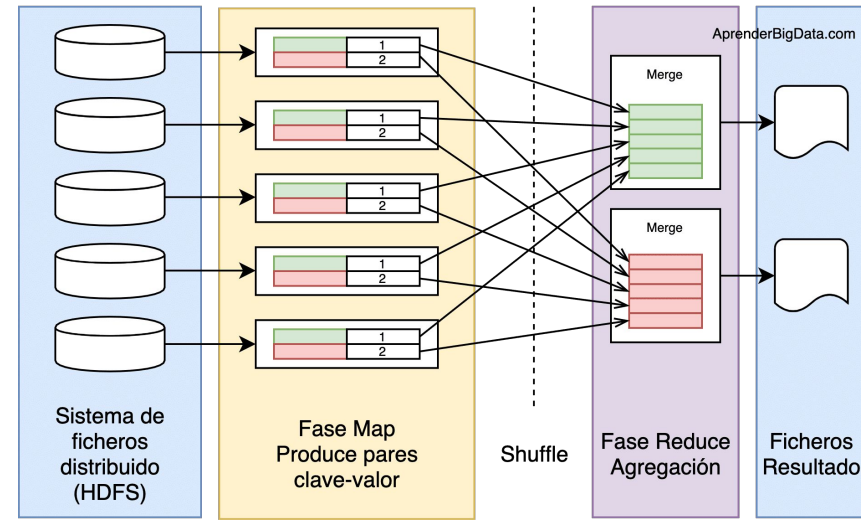 AprenderBigData.com
1
2
1
2
1
2
1
2
1
2
Merge
Merge
Sistema de
ficheros
distribuido
(HDFS)
Fase Map
Produce pares
clave-valor
Shuffle
Fase Reduce
Agregación
Ficheros
Resultado